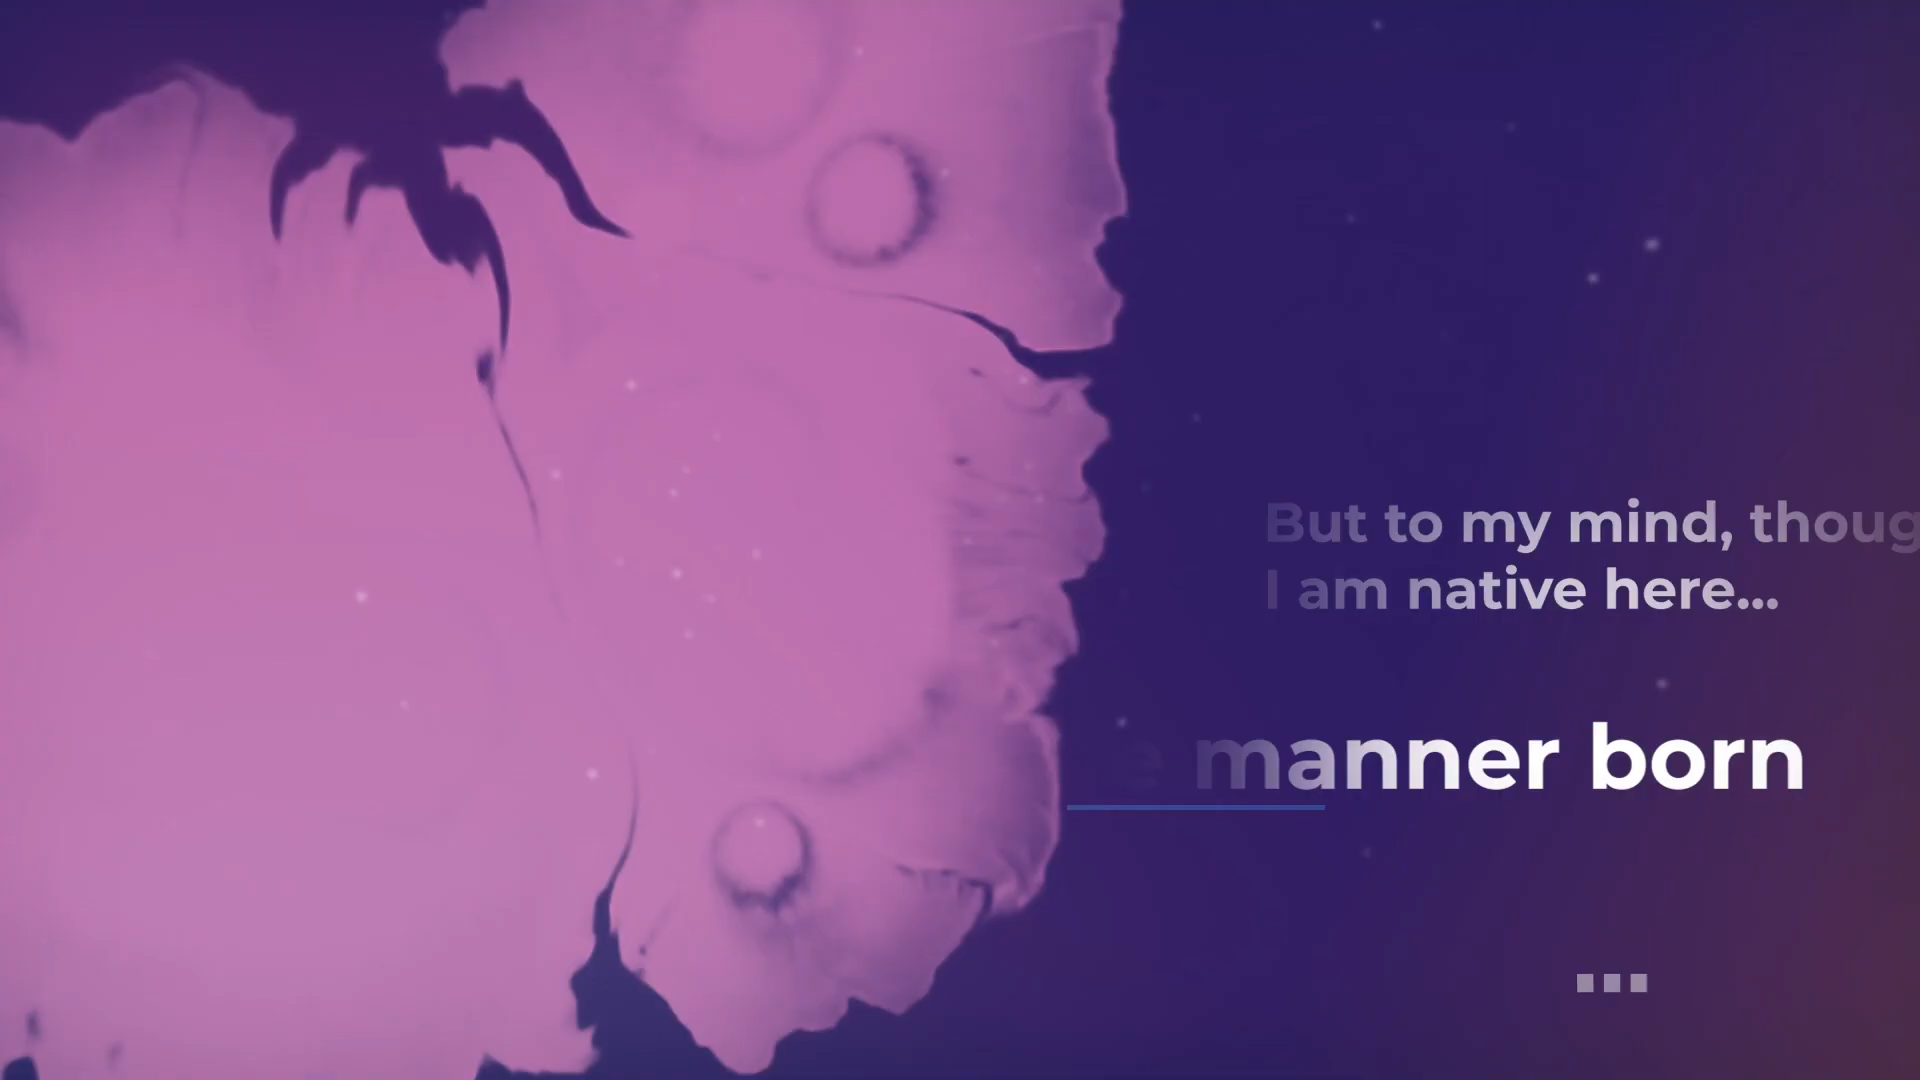 But to my mind, thoug
I am native here...
manner born
...